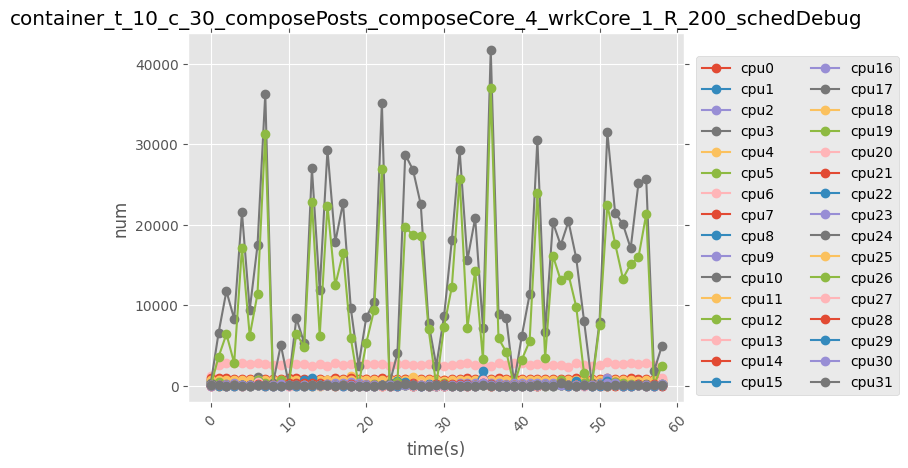 container_t_10_c_30_composePosts_composeCore_4_wrkCore_1_R_200_schedDebug
40000
30000
20000
10000
0
num
0 10 20 30 40 50 60
time(s)
cpu0 cpu16
cpu1 cpu17
cpu2 cpu18
cpu3 cpu19
cpu4 cpu20
cpu5 cpu21
cpu6 cpu22
cpu7 cpu23
cpu8 cpu24
cpu9 cpu25
cpu10 cpu26
cpu11 cpu27
cpu12 cpu28
cpu13 cpu29
cpu14 cpu30
cpu15 cpu31